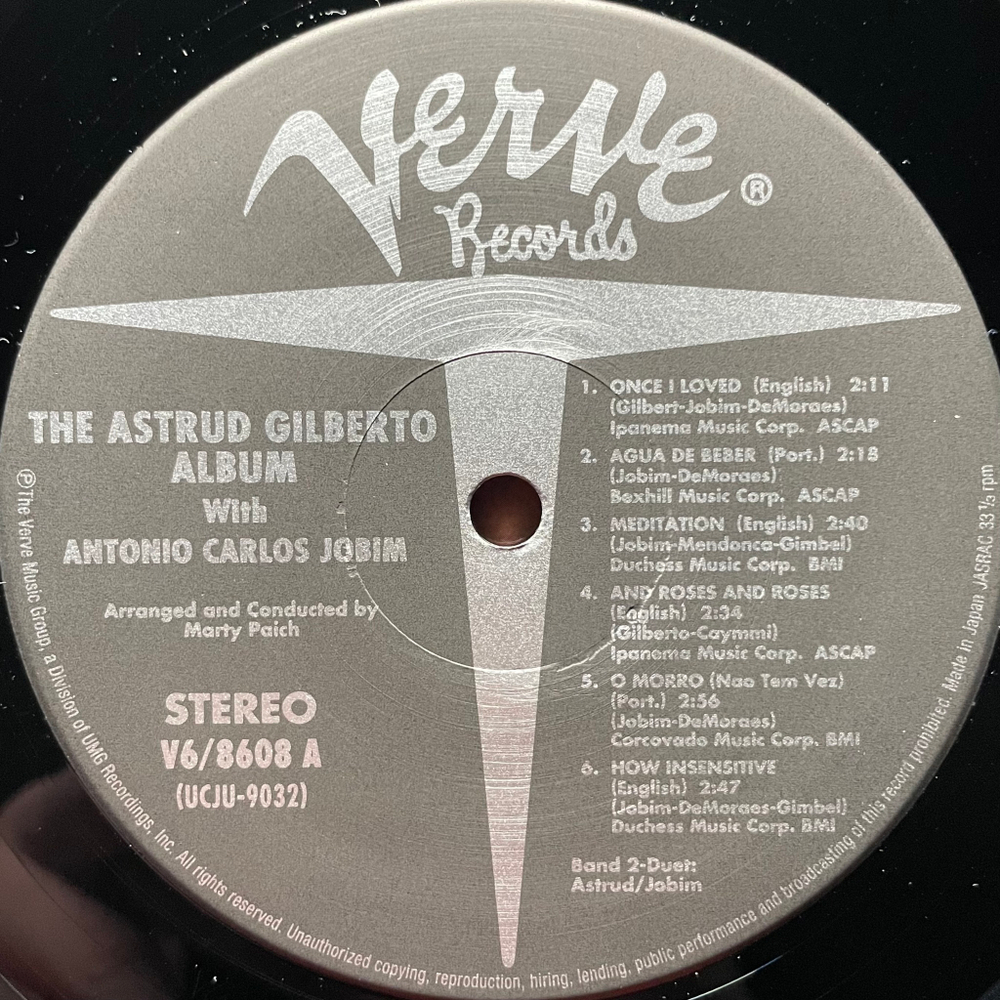 Verve ®
Records
THE ASTRUD GILBERTO
ALBUM
With
ANTONIO CARLOS JOBIM
Arranged and Conducted by
Marty Paich
STEREO
V6/8608 A
(UCJU-9032)
1. ONCE I LOVED (English) 2:11
(Gilbert-Jobim-DeMoraes)
Ipanema Music Corp. ASCAP
2. AGUA DE BEBER (Port.) 2:18
(Jobim-DeMoraes)
Bexhill Music Corp. ASCAP
3. MEDITATION (English) 2:40
(Jobim-Mendonca-Gimbel)
Duchess Music Corp. BMI
4. AND ROSES AND ROSES
(English) 2:34
(Gilberto-Caymmi)
Ipanema Music Corp. ASCAP
5. O MORRO (Nao Tem Vez)
(Port.) 2:56
(Jobim-DeMoraes)
Corcovado Music Corp. BMI
6. HOW INSENSITIVE
(English) 2:47
(Jobim-DeMoraes-Gimbel)
Duchess Music Corp. BMI
Band 2-Duet:
Astrud/Jobim
℗The Verve Music Group, a Division of UMG Recordings, Inc. All rights reserved. Unauthorized copying, reproduction, hiring, lending, public performance and broadcasting of this record prohibited. Made in Japan JASRAC 33 ⅓ rpm